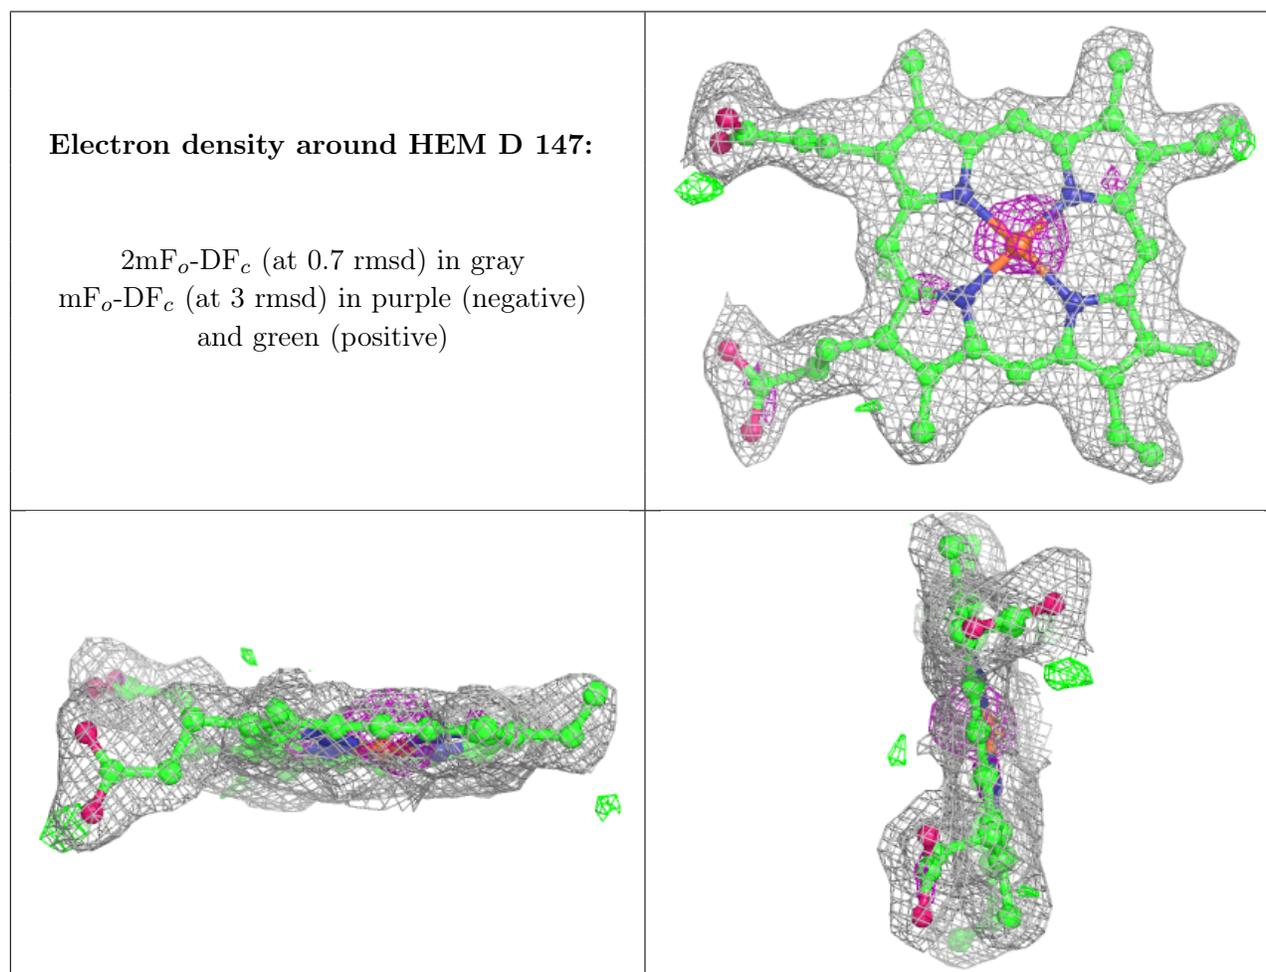 Electron density around HEM D 147:
2mFo-DFc (at 0.7 rmsd) in gray
mFo-DFc (at 3 rmsd) in purple (negative)
and green (positive)